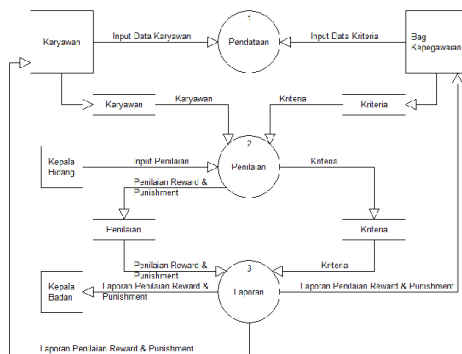 1
Karyawan
Input Data Karyawan
Pendataan
Input Data Kriteria
Bag
Kepegawaian
Karyawan
Karyawan
Kriteria
Kriteria
2
Kepala
Hidang
Input Penilaian
Penilaian
Kriteria
Penilaian Reward &
Punishment
Penilaian
Kriteria
Penilaian Reward &
Punishment
3
Kriteria
Kepala
Badan
Laporan Penilaian Reward &
Punishment
Laporan
Laporan Penilaian Reward & Punishment
Laporan Penilaian Reward & Punishment